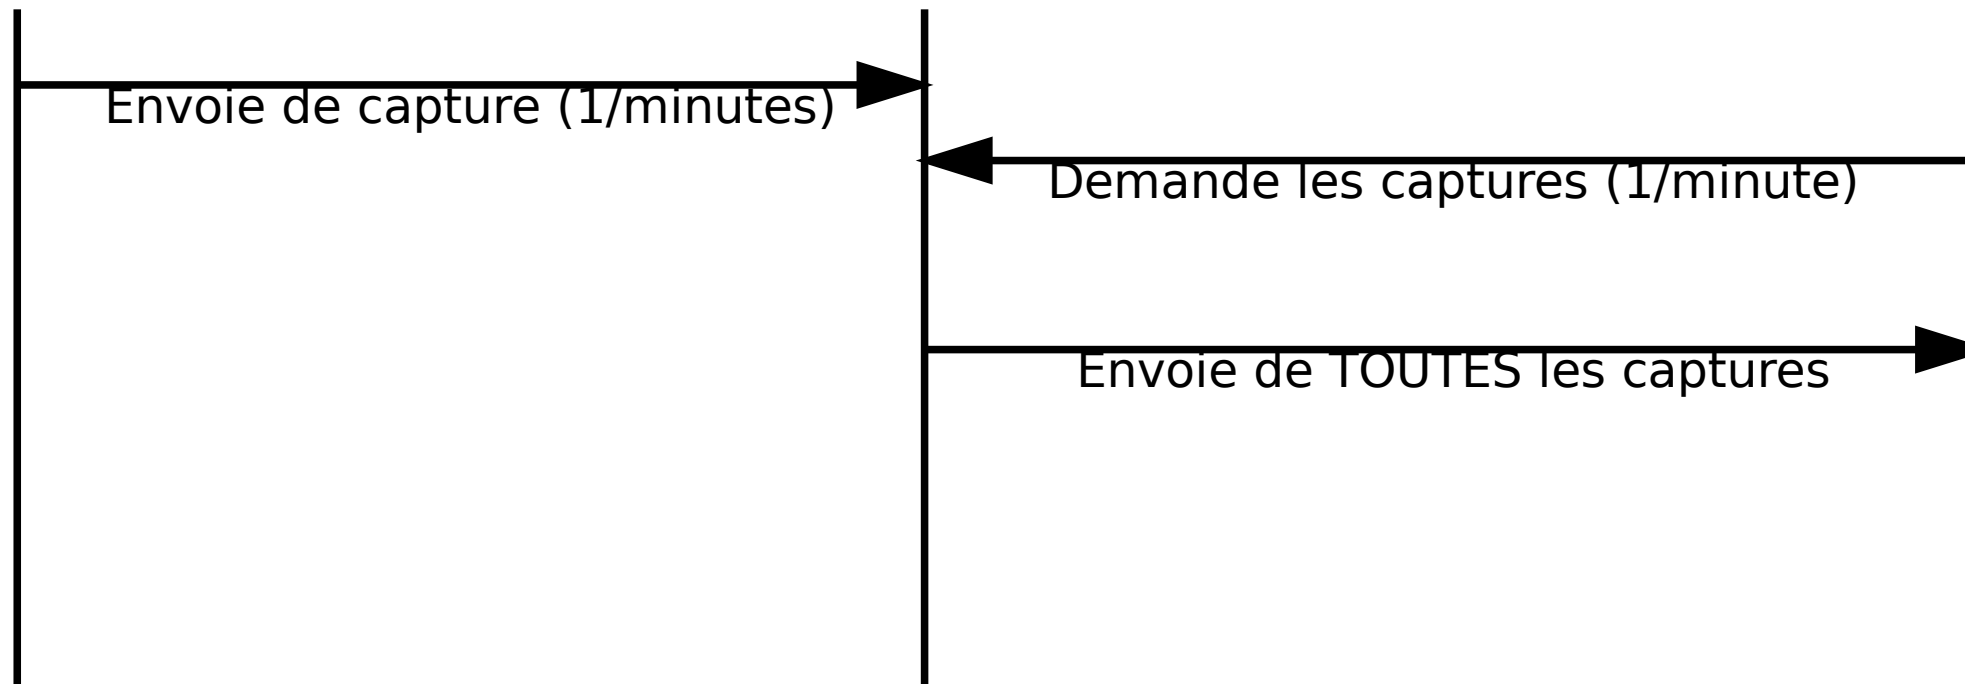 Envoie de capture (1/minutes)
Demande les captures (1/minute)
Envoie de TOUTES les captures